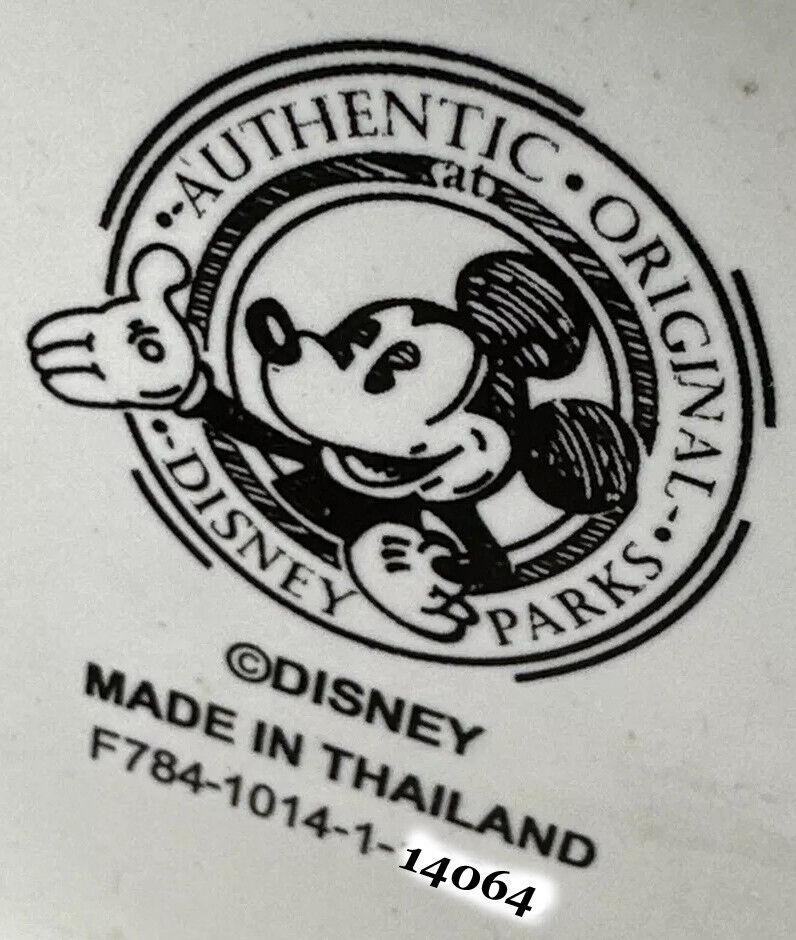 •-AUTHENTIC • ORIGINAL-•
at
•-DISNEY PARKS
©DISNEY
MADE IN THAILAND
F784-1014-1-14064